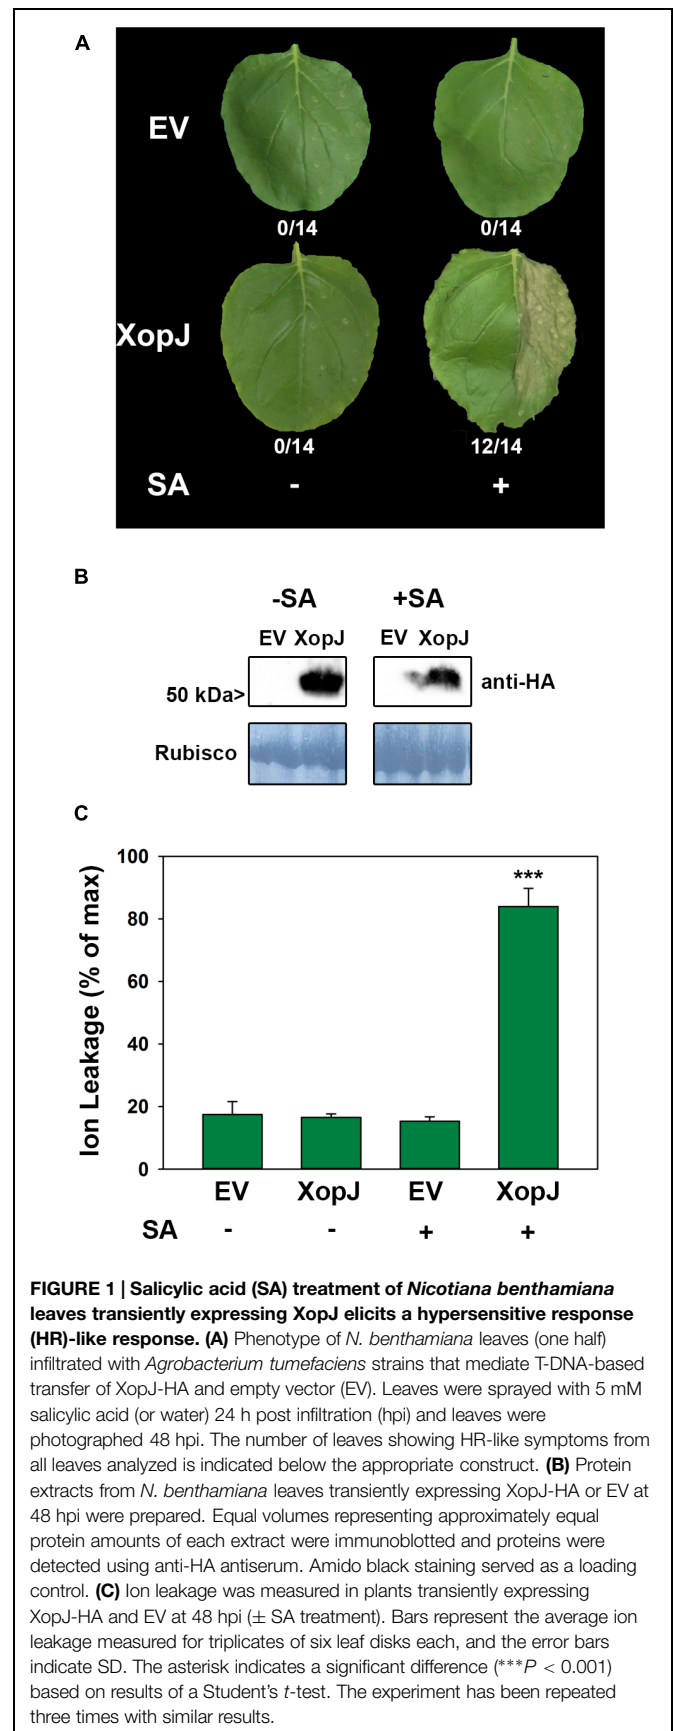 A
EV
0/14 0/14
XopJ
0/14 12/14
SA - +
B
-SA +SA
EV XopJ EV XopJ
50 kDa> anti-HA
Rubisco
C
Ion Leakage (% of max)
100
80
60
40
20
0
EV XopJ EV XopJ
SA - - + +
***
FIGURE 1 | Salicylic acid (SA) treatment of Nicotiana benthamiana
leaves transiently expressing XopJ elicits a hypersensitive response
(HR)-like response. (A) Phenotype of N. benthamiana leaves (one half)
infiltrated with Agrobacterium tumefaciens strains that mediate T-DNA-based
transfer of XopJ-HA and empty vector (EV). Leaves were sprayed with 5 mM
salicylic acid (or water) 24 h post infiltration (hpi) and leaves were
photographed 48 hpi. The number of leaves showing HR-like symptoms from
all leaves analyzed is indicated below the appropriate construct. (B) Protein
extracts from N. benthamiana leaves transiently expressing XopJ-HA or EV at
48 hpi were prepared. Equal volumes representing approximately equal
protein amounts of each extract were immunoblotted and proteins were
detected using anti-HA antiserum. Amido black staining served as a loading
control. (C) Ion leakage was measured in plants transiently expressing
XopJ-HA and EV at 48 hpi (± SA treatment). Bars represent the average ion
leakage measured for triplicates of six leaf disks each, and the error bars
indicate SD. The asterisk indicates a significant difference (***P < 0.001)
based on results of a Student’s t-test. The experiment has been repeated
three times with similar results.